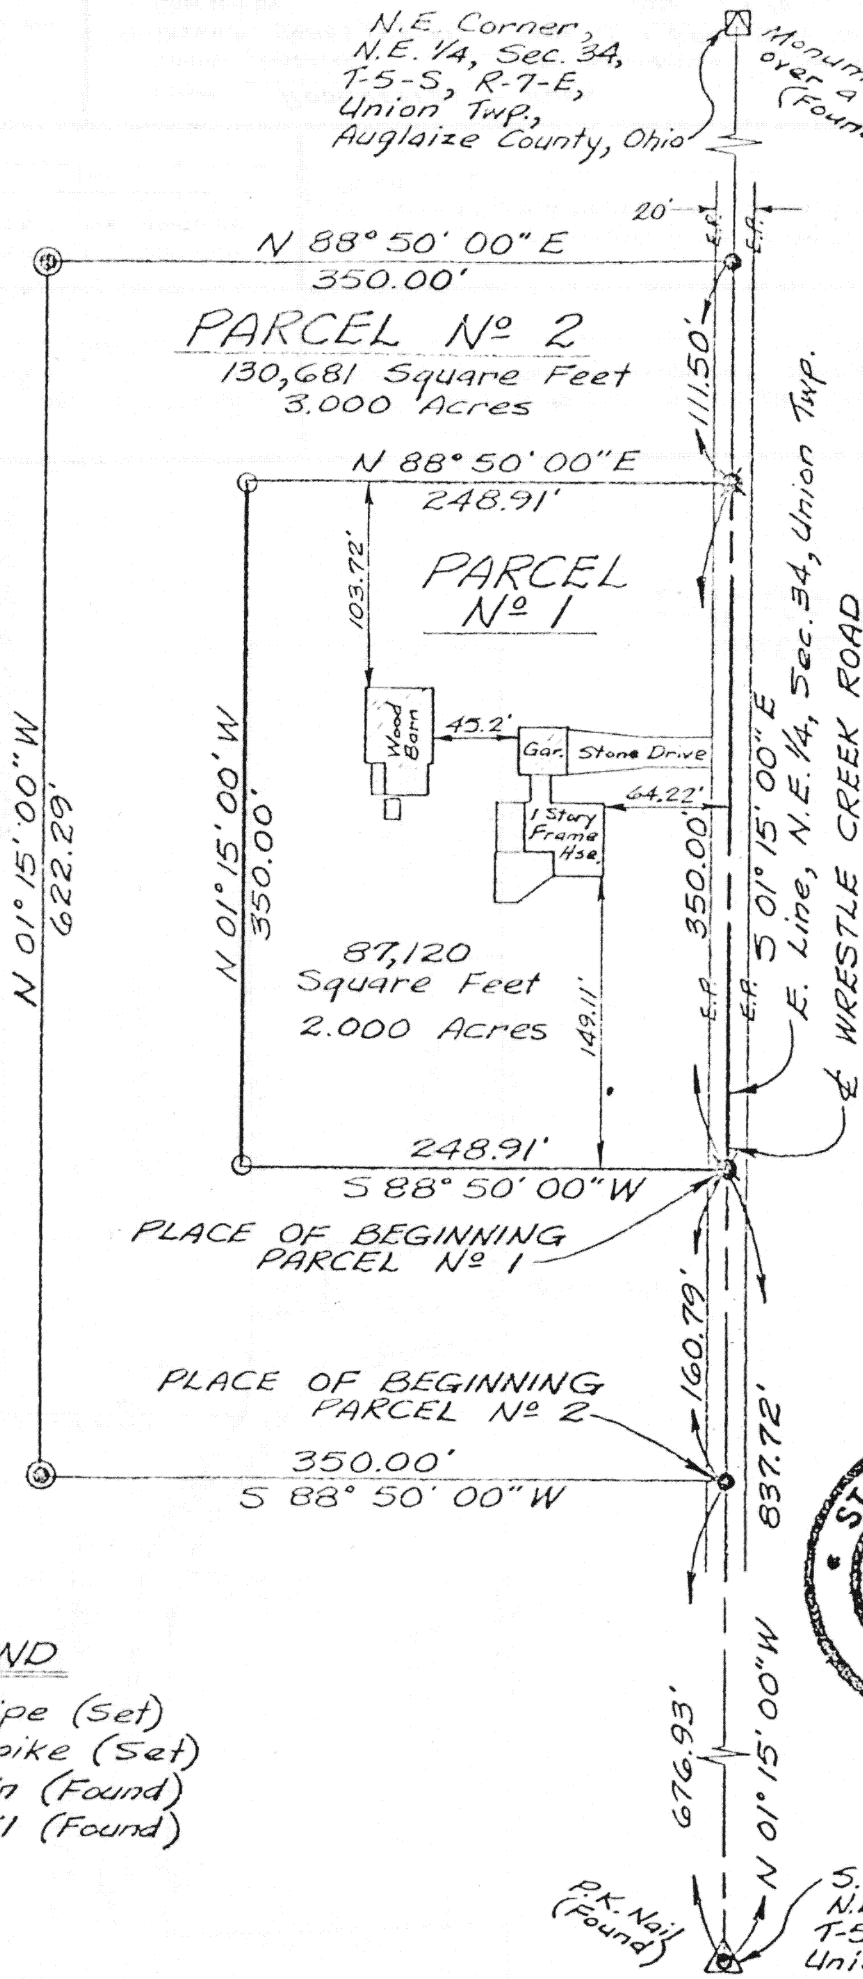 N.E. Corner,
N.E. 1/4, Sec. 34,
T-5-S, R-7-E,
Union Twp.,
Auglaize County, Ohio
over a
(Found
20'
E.P.
E.P.
N 88° 50' 00" E
350.00'
PARCEL Nº 2
130,681 Square Feet
3.000 Acres
111.50'
N 88° 50' 00" E
248.91'
PARCEL
Nº 1
103.72'
Wood
Barn
45.2'
Gar.
Stone Drive
64.22'
1 Story
Frame
Hse.
N 01° 15' 00" W
622.29'
N 01° 15' 00' W
350.00'
350.00'
S 01° 15' 00" E
E. Line, N.E. 1/4, Sec. 34, Union Twp.
℄ WRESTLE CREEK ROAD
87,120
Square Feet
2.000 Acres
149.11'
E.P.
E.P.
248.91'
S 88° 50' 00" W
PLACE OF BEGINNING
PARCEL Nº 1
160.79'
PLACE OF BEGINNING
PARCEL Nº 2
837.72'
350.00'
S 88° 50' 00" W
ST
ND
pe (Set)
pike (Set)
n (Found)
(Found)
676.93'
N 01° 15' 00" W
P.K. Nail
(Found)
S.
N.
T-5
Uni